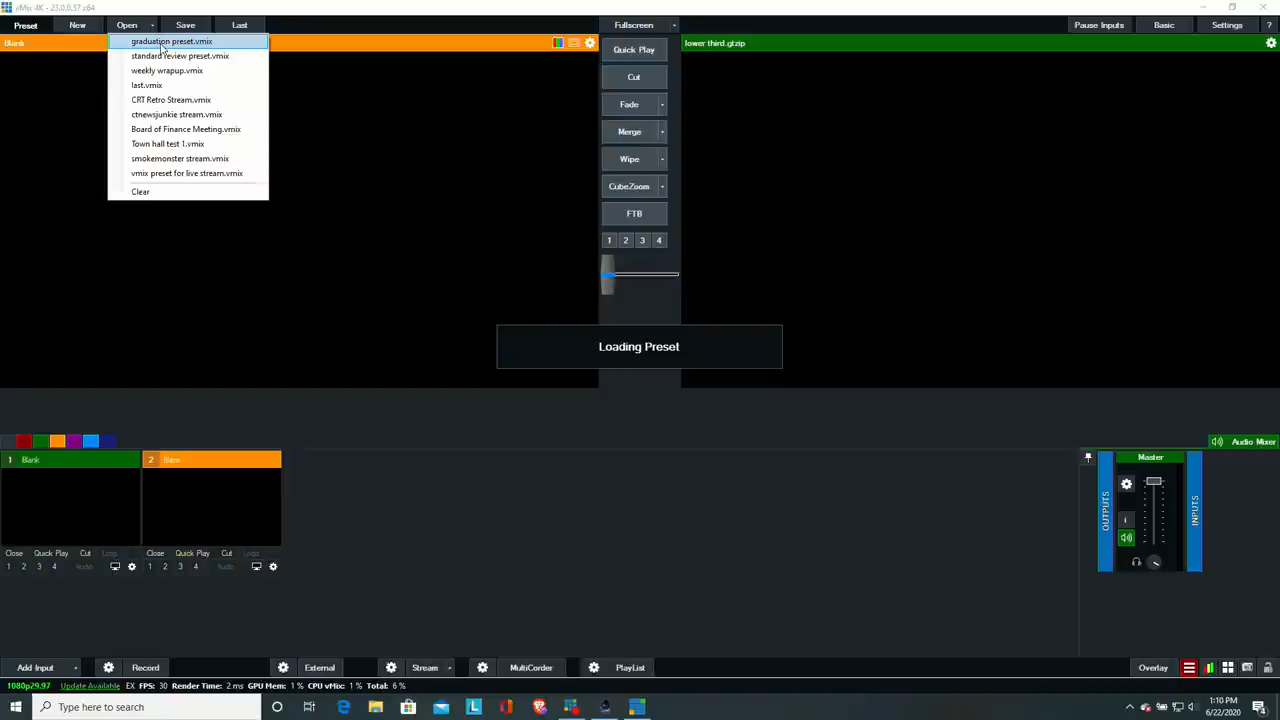 vMix 4K - 23.0.0.57 x64
Preset New Open Save Last Fullscreen Pause Inputs Basic Settings ?
Blank
lower third.gtzip
graduation preset.vmix
standard review preset.vmix
weekly wrapup.vmix
last.vmix
CRT Retro Stream.vmix
ctnewsjunkie stream.vmix
Board of Finance Meeting.vmix
Town hall test 1.vmix
smokemonster stream.vmix
vmix preset for live stream.vmix
Clear
Quick Play
Cut
Fade
Merge
Wipe
CubeZoom
FTB
1 2 3 4
Loading Preset
Audio Mixer
1 Blank
2 Blank
Master
OUTPUTS
INPUTS
Close Quick Play Cut Loop
Close Quick Play Cut Loop
1 2 3 4 Audio
1 2 3 4 Audio
Add Input Record External Stream MultiCorder PlayList Overlay
1080p29.97 Update Available EX FPS: 30 Render Time: 2 ms GPU Mem: 1 % CPU vMix: 1 % Total: 6 %
Type here to search
1:10 PM
6/22/2020